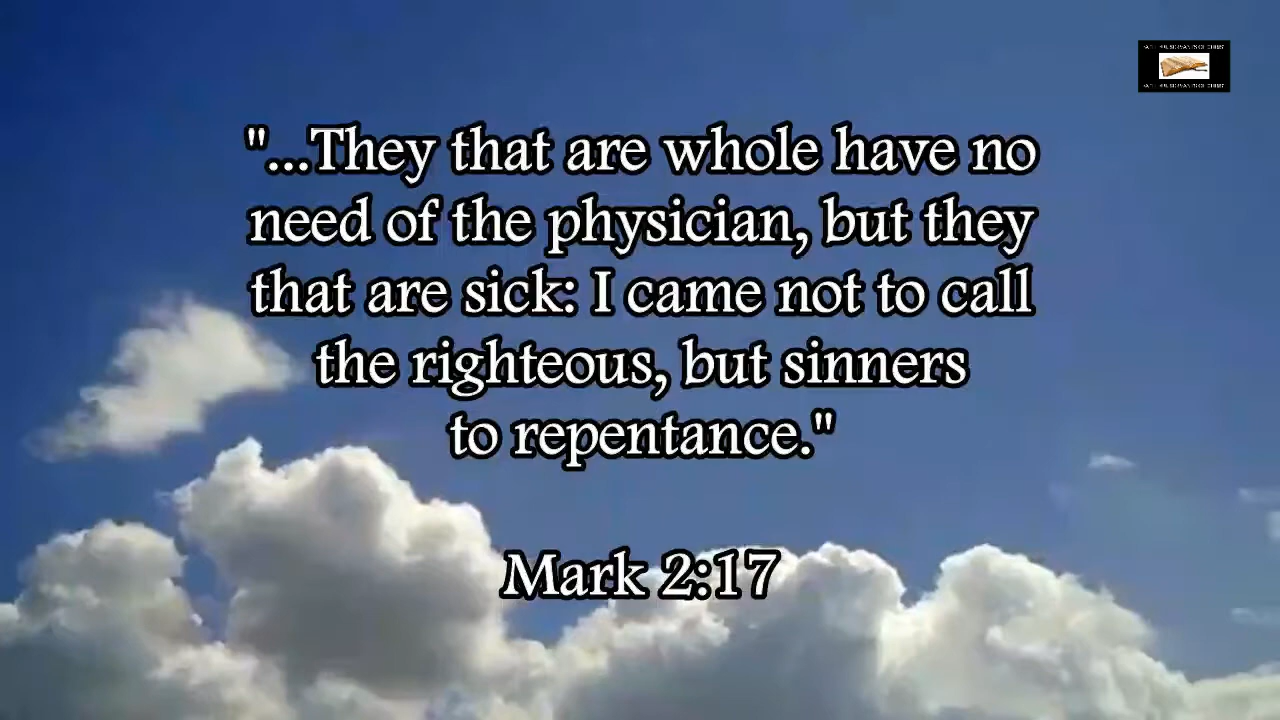 "...They that are whole have no
need of the physician, but they
that are sick: I came not to call
the righteous, but sinners
to repentance."
Mark 2:17